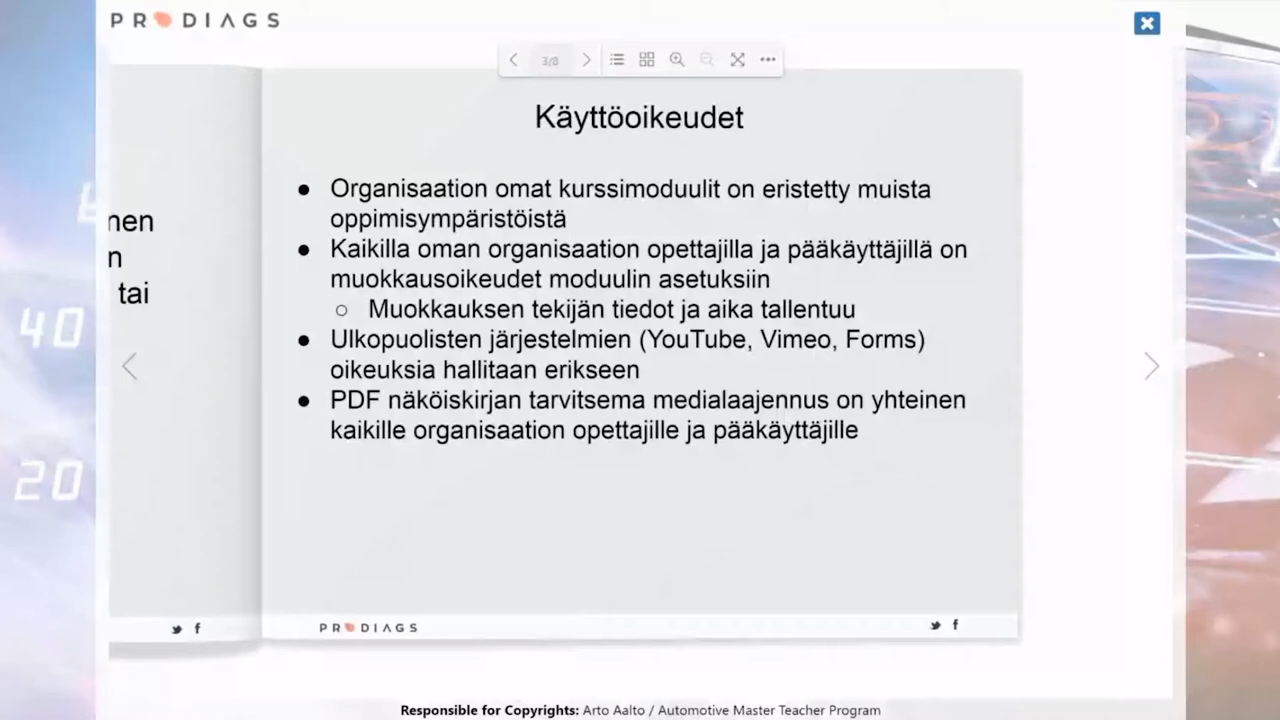 PRODIAGS
3/8
Käyttöoikeudet
● Organisaation omat kurssimoduulit on eristetty muista
oppimisympäristöistä
● Kaikilla oman organisaation opettajilla ja pääkäyttäjillä on
muokkausoikeudet moduulin asetuksiin
○ Muokkauksen tekijän tiedot ja aika tallentuu
● Ulkopuolisten järjestelmien (YouTube, Vimeo, Forms)
oikeuksia hallitaan erikseen
● PDF näköiskirjan tarvitsema medialaajennus on yhteinen
kaikille organisaation opettajille ja pääkäyttäjille
tai
40
20
PRODIAGS
Responsible for Copyrights: Arto Aalto / Automotive Master Teacher Program